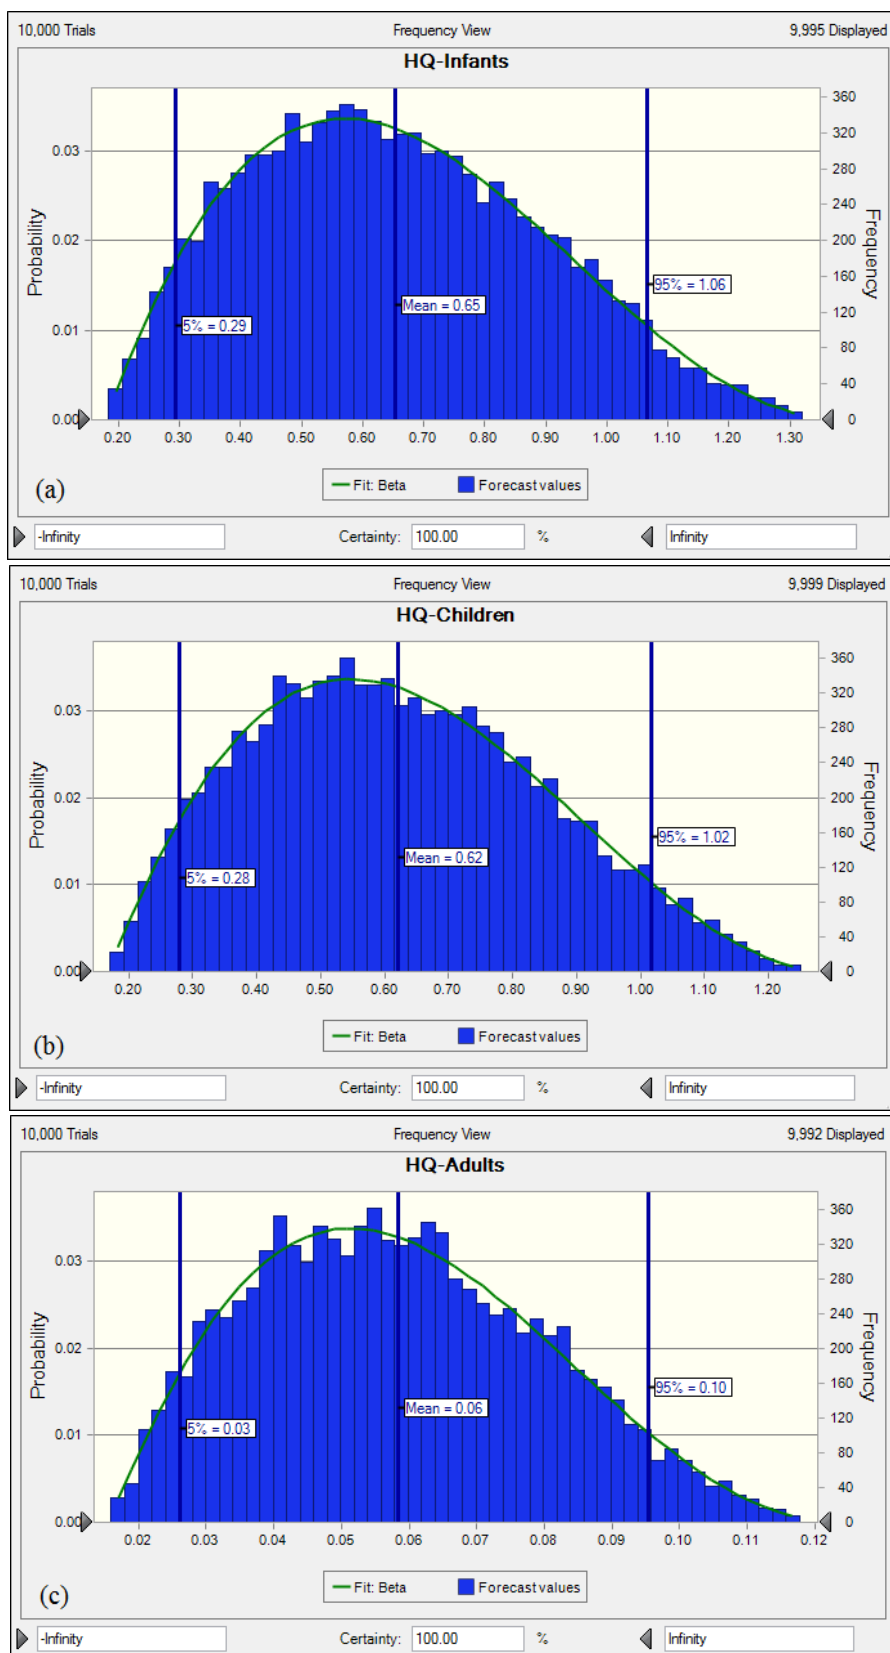 10,000 Trials Frequency View 9,995 Displayed
HQ-Infants
Probability
0.03
0.02
0.01
0.00
360
320
280
240
200
160
120
80
40
0
Frequency
5% = 0.29
Mean = 0.65
95% = 1.06
0.20 0.30 0.40 0.50 0.60 0.70 0.80 0.90 1.00 1.10 1.20 1.30
(a)
Fit: Beta Forecast values
-Infinity Certainty: 100.00 % Infinity
10,000 Trials Frequency View 9,999 Displayed
HQ-Children
Probability
0.03
0.02
0.01
0.00
360
320
280
240
200
160
120
80
40
0
Frequency
5% = 0.28
Mean = 0.62
95% = 1.02
0.20 0.30 0.40 0.50 0.60 0.70 0.80 0.90 1.00 1.10 1.20
(b)
Fit: Beta Forecast values
-Infinity Certainty: 100.00 % Infinity
10,000 Trials Frequency View 9,992 Displayed
HQ-Adults
Probability
0.03
0.02
0.01
0.00
360
320
280
240
200
160
120
80
40
0
Frequency
5% = 0.03
Mean = 0.06
95% = 0.10
0.02 0.03 0.04 0.05 0.06 0.07 0.08 0.09 0.10 0.11 0.12
(c)
Fit: Beta Forecast values
-Infinity Certainty: 100.00 % Infinity